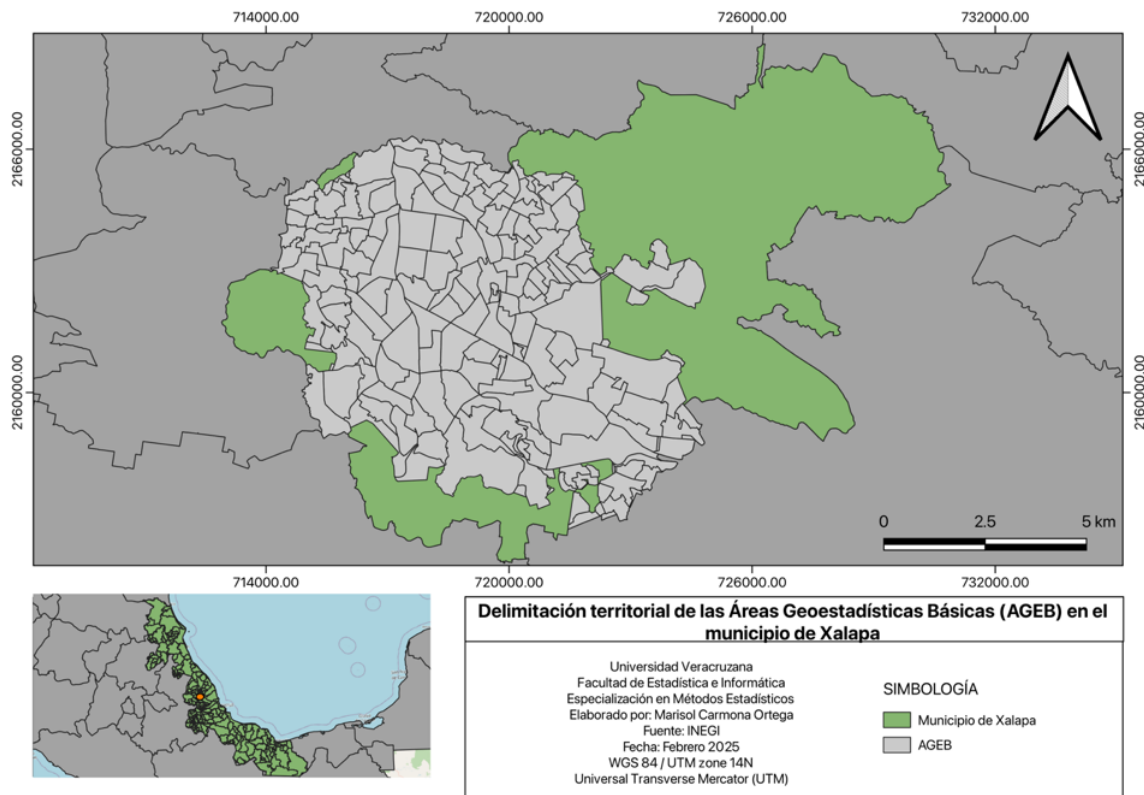 714000.00 720000.00 726000.00 732000.00
2166000.00 2166000.00
2160000.00 2160000.00
0 2.5 5 km
714000.00 720000.00 726000.00 732000.00
Delimitación territorial de las Áreas Geoestadísticas Básicas (AGEB) en el
municipio de Xalapa
Universidad Veracruzana
Facultad de Estadística e Informática
Especialización en Métodos Estadísticos
Elaborado por: Marisol Carmona Ortega
Fuente: INEGI
Fecha: Febrero 2025
WGS 84 / UTM zone 14N
Universal Transverse Mercator (UTM)
SIMBOLOGÍA
Municipio de Xalapa
AGEB